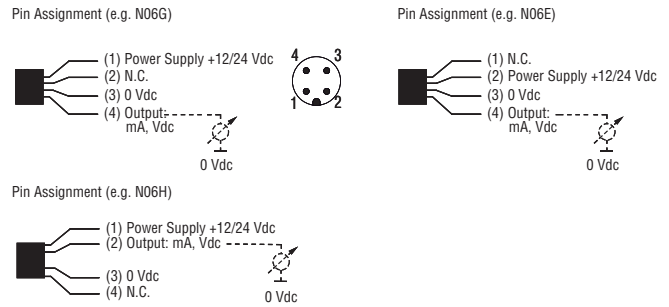 Pin Assignment (e.g. N06G)
(1) Power Supply +12/24 Vdc
(2) N.C.
(3) 0 Vdc
(4) Output:
mA, Vdc
0 Vdc
4 3
1 2
Pin Assignment (e.g. N06E)
(1) N.C.
(2) Power Supply +12/24 Vdc
(3) 0 Vdc
(4) Output:
mA, Vdc
0 Vdc
Pin Assignment (e.g. N06H)
(1) Power Supply +12/24 Vdc
(2) Output: mA, Vdc
(3) 0 Vdc
(4) N.C.
0 Vdc